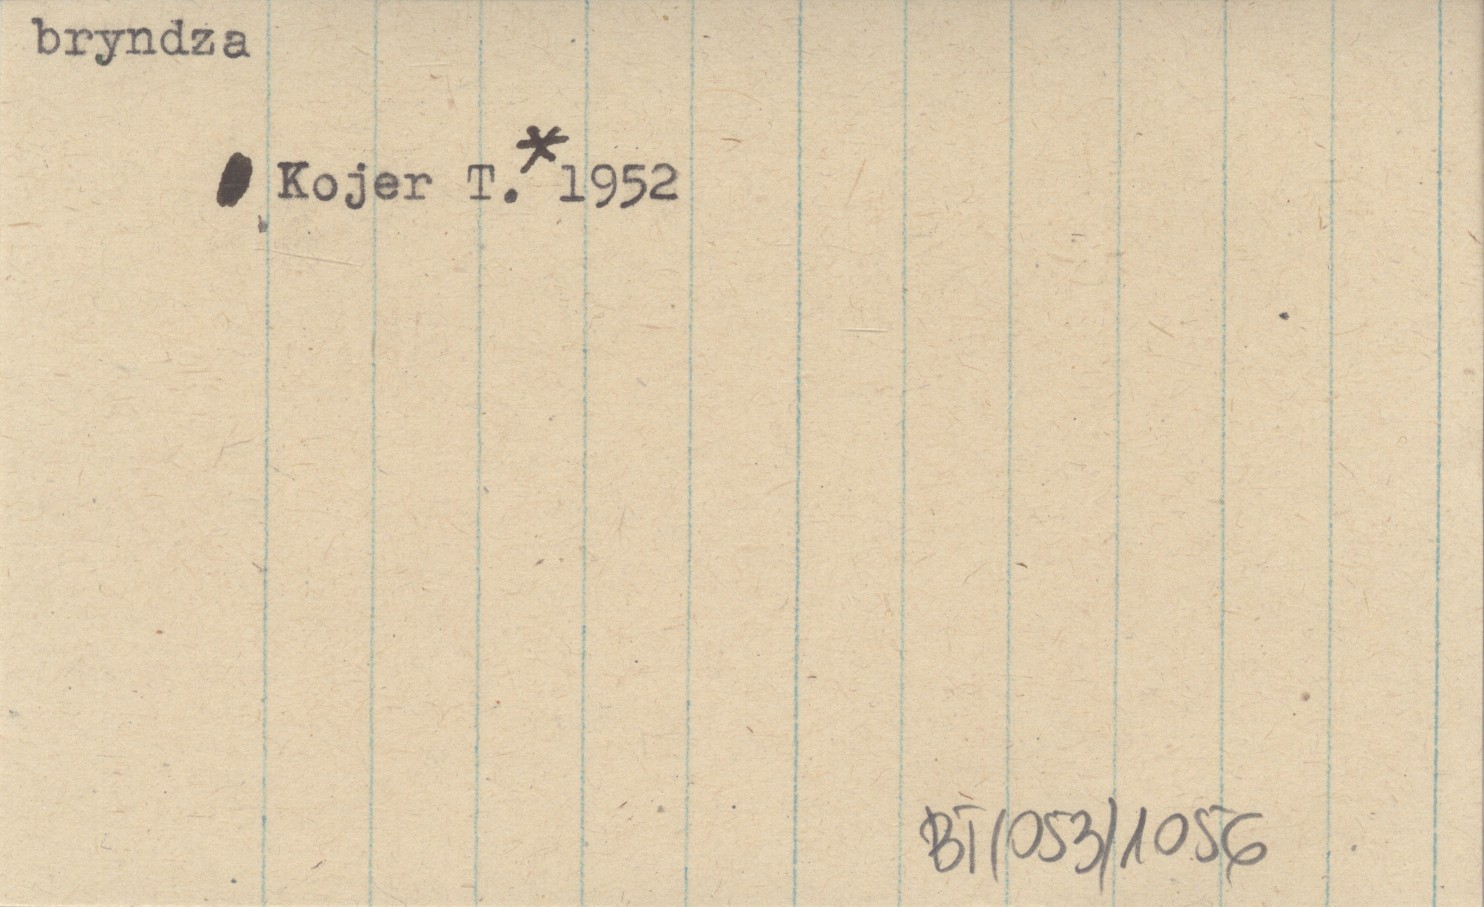 bryndza
Kojer T.*1952
BT(053)1056